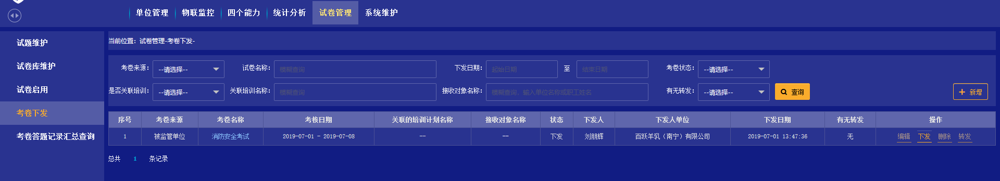 单位管理 物联监控 四个能力 统计分析 试卷管理 系统维护
试题维护
试卷库维护
试卷启用
考卷下发
考卷答题记录汇总查询
当前位置：试卷管理-考卷下发-
考卷来源： --请选择-- 试卷名称： 模糊查询 下发日期： 起始日期 至 结束日期 考卷状态： --请选择--
是否关联培训： --请选择-- 关联培训名称： 模糊查询 接收对象名称： 模糊查询，输入单位名称或职工姓名 有无转发： --请选择-- 查询 新增
序号 考卷来源 考卷名称 考核日期 关联的培训计划名称 接收对象名称 状态 下发人 下发人单位 下发日期 有无转发 操作
1 被监管单位 消防安全考试 2019-07-01 - 2019-07-08 -- -- 下发 刘朋辉 百跃羊乳（南宁）有限公司 2019-07-01 13:47:36 无 编辑 下发 删除 转发
总共 1 条记录